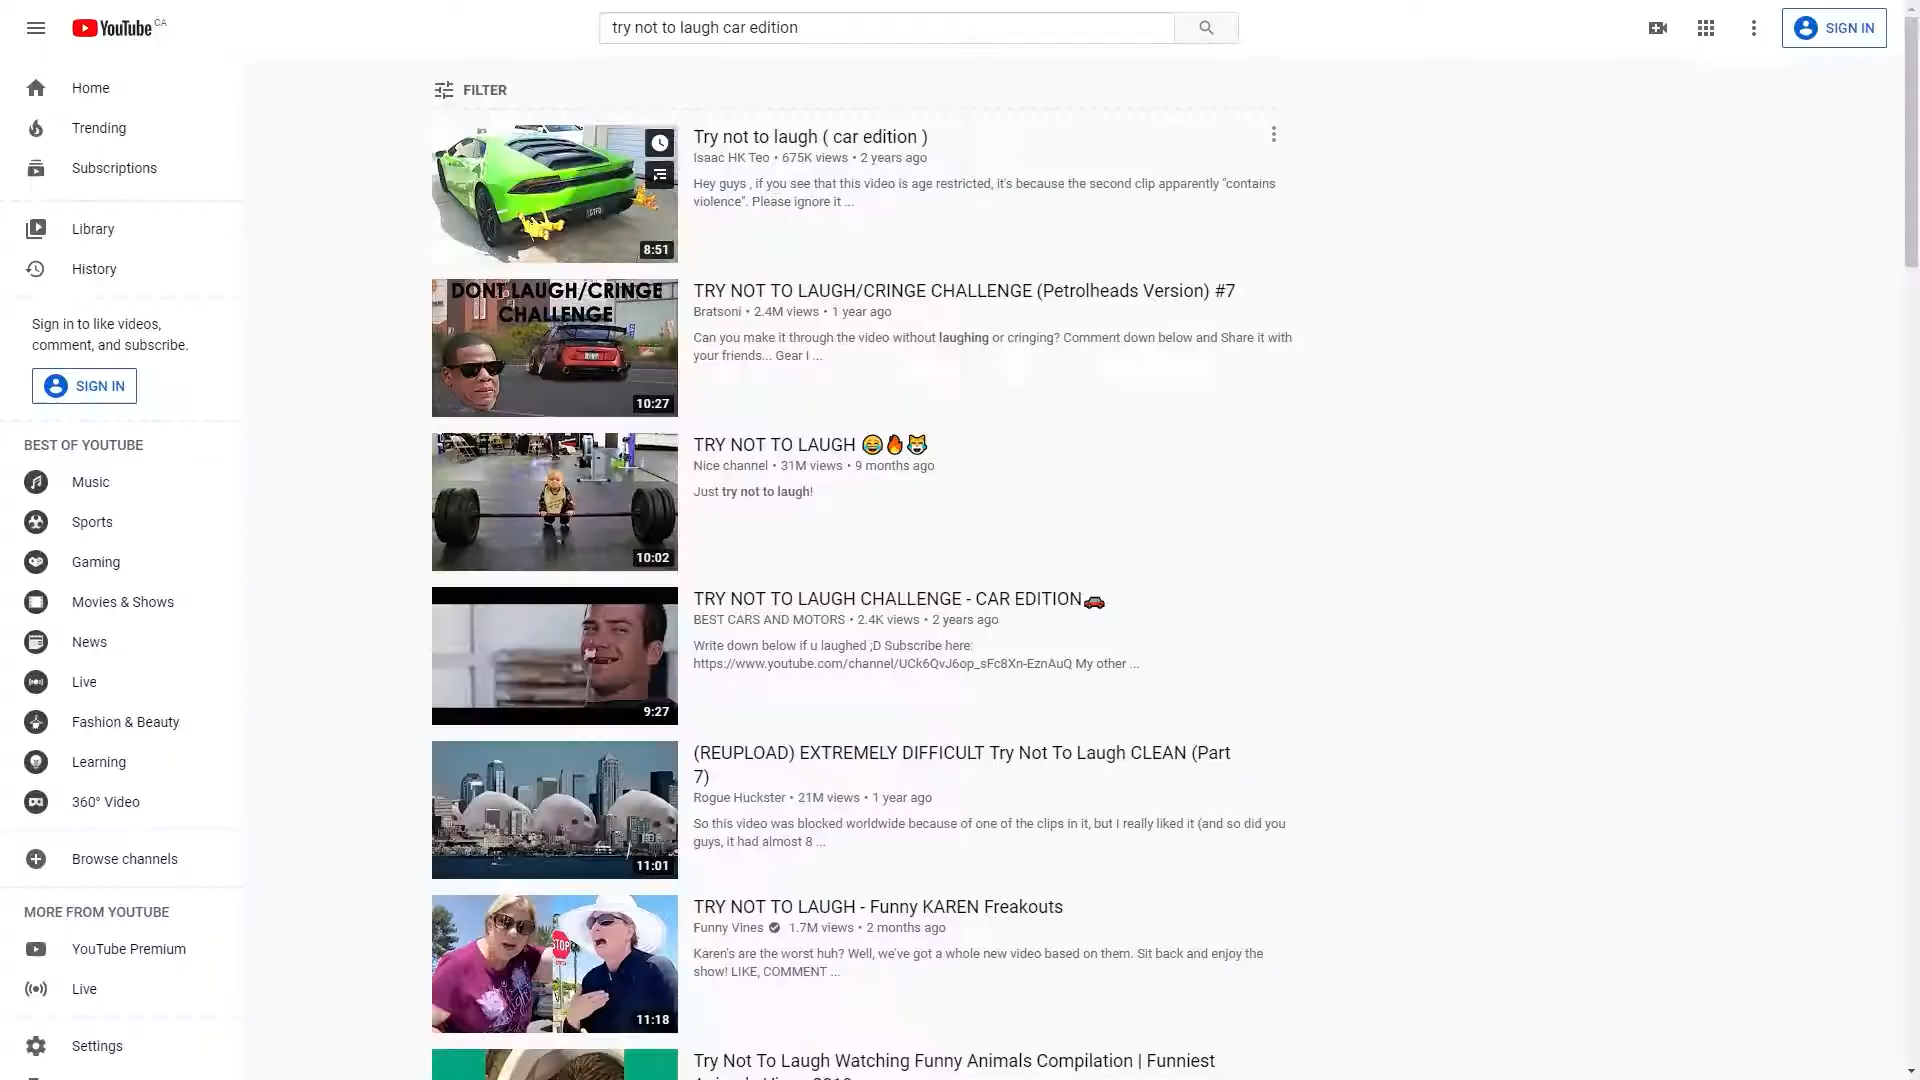 YouTube CA
try not to laugh car edition
SIGN IN
Home
Trending
Subscriptions
Library
History
Sign in to like videos,
comment, and subscribe.
SIGN IN
BEST OF YOUTUBE
Music
Sports
Gaming
Movies & Shows
News
Live
Fashion & Beauty
Learning
360° Video
Browse channels
MORE FROM YOUTUBE
YouTube Premium
Live
Settings
FILTER
8:51
Try not to laugh ( car edition )
Isaac HK Teo • 675K views • 2 years ago
Hey guys , if you see that this video is age restricted, it's because the second clip apparently "contains
violence". Please ignore it ...
DONT LAUGH/CRINGE
CHALLENGE
10:27
TRY NOT TO LAUGH/CRINGE CHALLENGE (Petrolheads Version) #7
Bratsoni • 2.4M views • 1 year ago
Can you make it through the video without laughing or cringing? Comment down below and Share it with
your friends... Gear I ...
10:02
TRY NOT TO LAUGH 😂🔥😹
Nice channel • 31M views • 9 months ago
Just try not to laugh!
9:27
TRY NOT TO LAUGH CHALLENGE - CAR EDITION🚗
BEST CARS AND MOTORS • 2.4K views • 2 years ago
Write down below if u laughed ;D Subscribe here:
https://www.youtube.com/channel/UCk6QvJ6op_sFc8Xn-EznAuQ My other ...
11:01
(REUPLOAD) EXTREMELY DIFFICULT Try Not To Laugh CLEAN (Part
7)
Rogue Huckster • 21M views • 1 year ago
So this video was blocked worldwide because of one of the clips in it, but I really liked it (and so did you
guys, it had almost 8 ...
STOP
11:18
TRY NOT TO LAUGH - Funny KAREN Freakouts
Funny Vines 1.7M views • 2 months ago
Karen's are the worst huh? Well, we've got a whole new video based on them. Sit back and enjoy the
show! LIKE, COMMENT ...
Try Not To Laugh Watching Funny Animals Compilation | Funniest